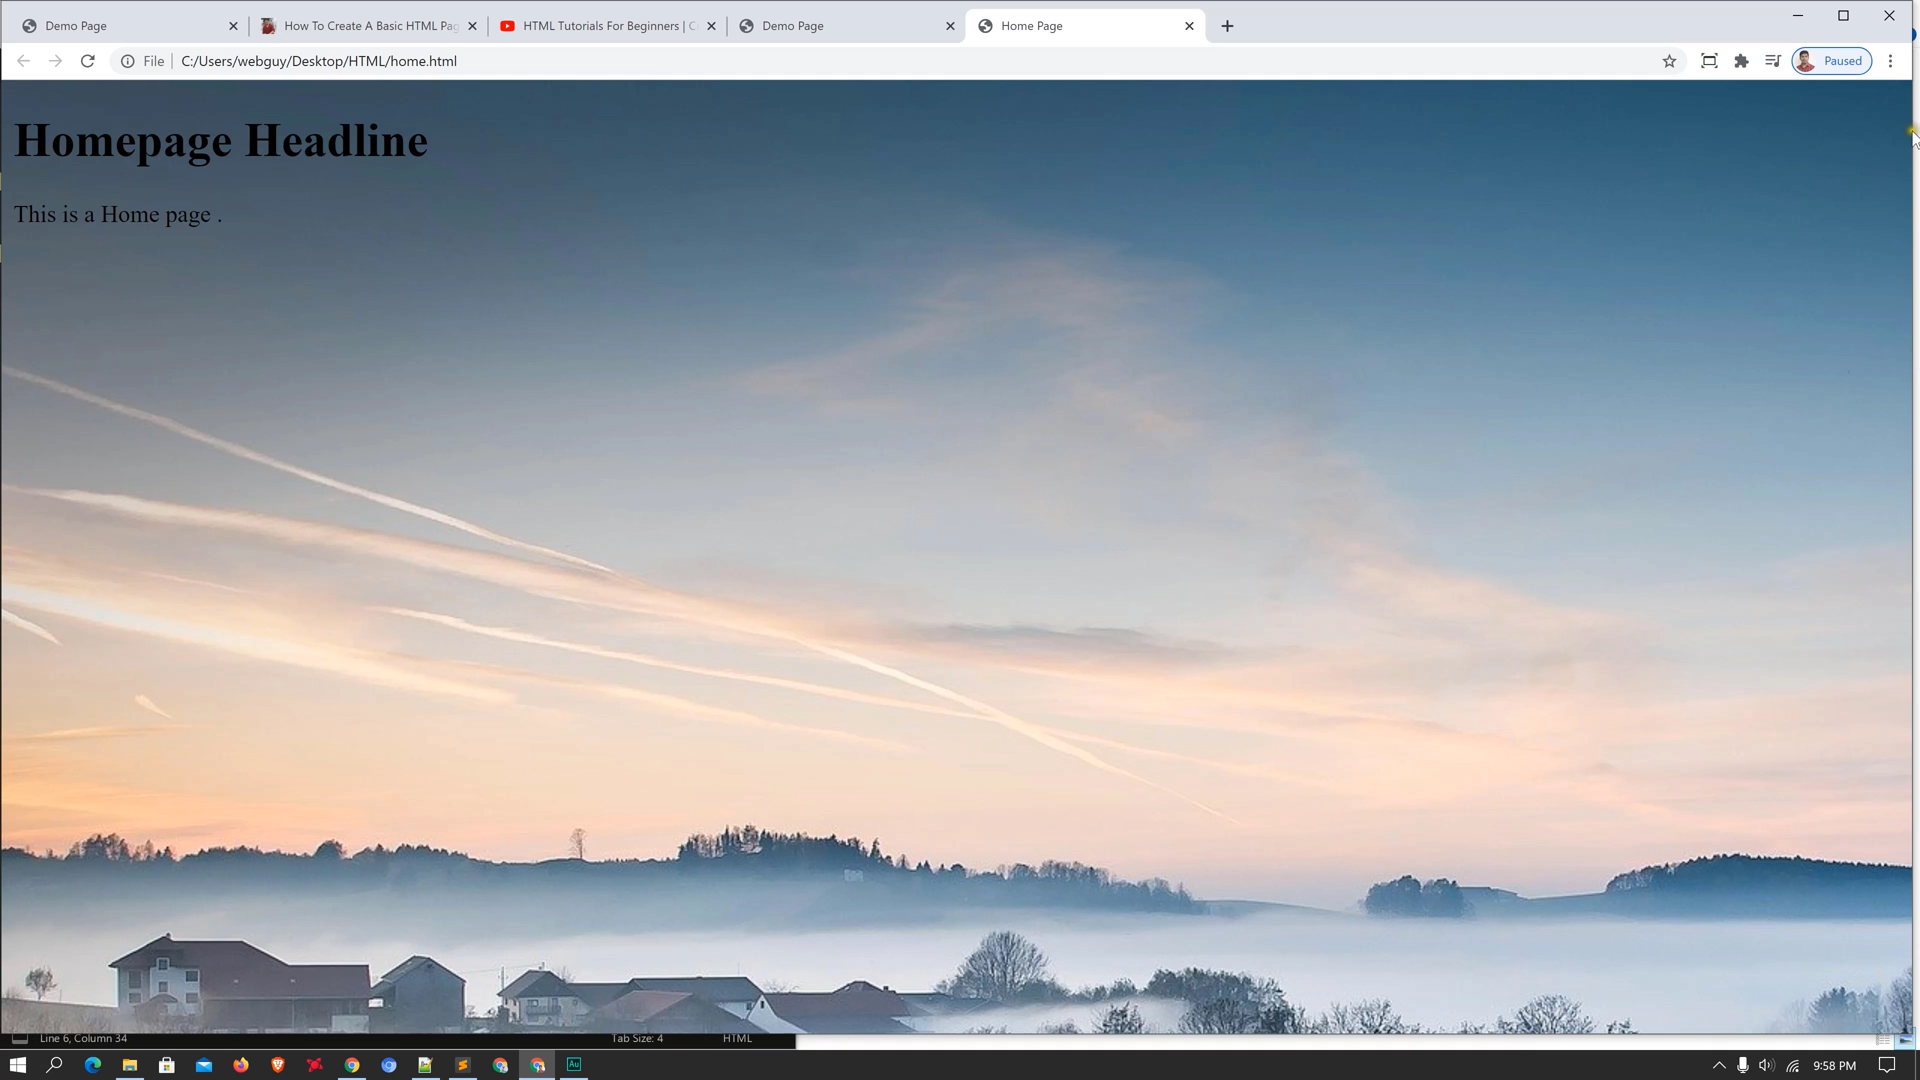 Demo Page
How To Create A Basic HTML Pag
HTML Tutorials For Beginners | C
Demo Page
Home Page
File
C:/Users/webguy/Desktop/HTML/home.html
Paused
Homepage Headline
This is a Home page .
Line 6, Column 34
Tab Size: 4
HTML
Au
9:58 PM